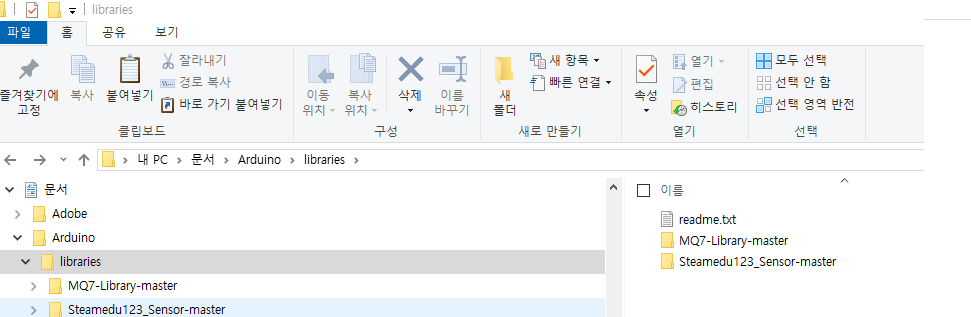 libraries
파일 홈 공유 보기
즐겨찾기에 고정
복사
붙여넣기
잘라내기
경로 복사
바로 가기 붙여넣기
클립보드
이동 위치
복사 위치
삭제
이름 바꾸기
구성
새 폴더
새 항목
빠른 연결
새로 만들기
속성
열기
편집
히스토리
열기
모두 선택
선택 안 함
선택 영역 반전
선택
내 PC > 문서 > Arduino > libraries >
문서
Adobe
Arduino
libraries
MQ7-Library-master
Steamedu123_Sensor-master
이름
readme.txt
MQ7-Library-master
Steamedu123_Sensor-master